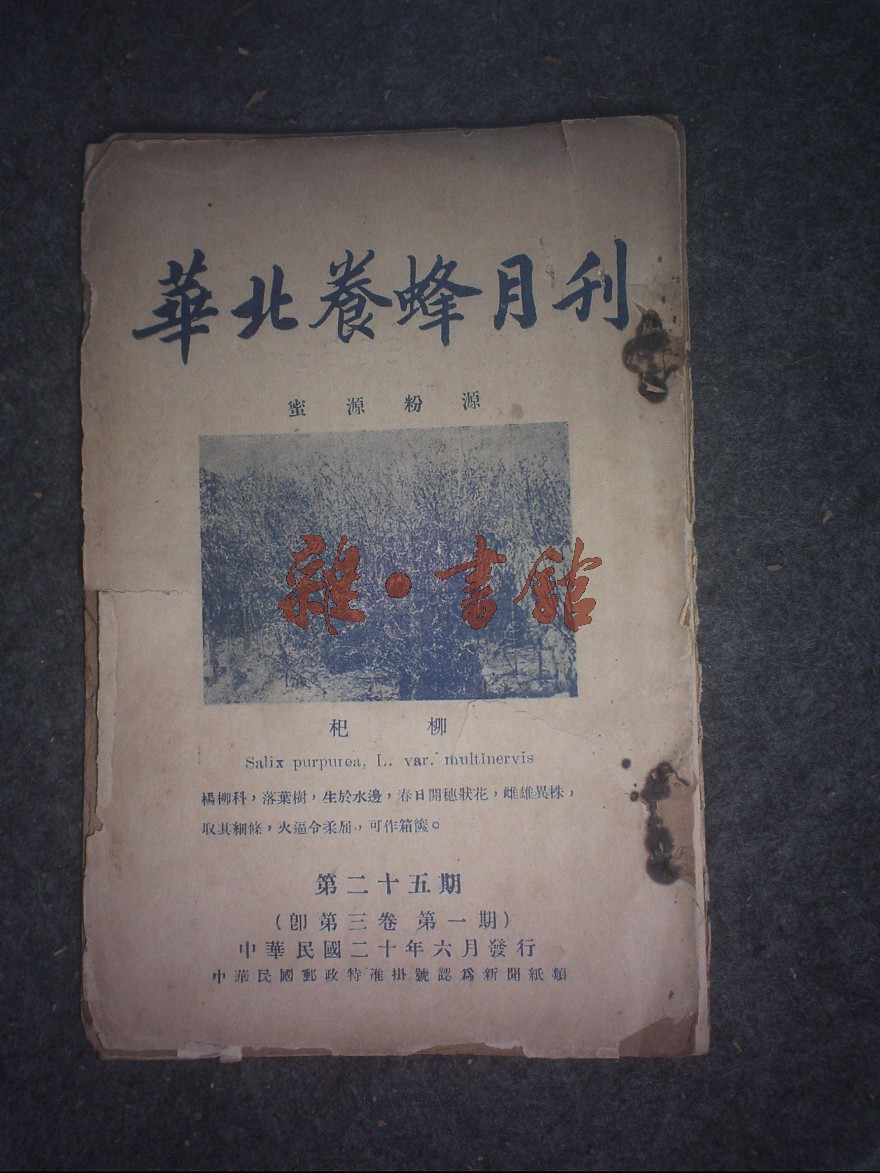 華北養蜂月刊
蜜源粉源
雜·書館
杞柳
Salix purpurea, L. var. multinervis
楊柳科，落葉樹，生於水邊，春日開穗狀花，雌雄異株，
取其細條，火逼令柔屈，可作箱篋。
第二十五期
（卽第三卷 第一期）
中華民國二十年六月發行
中華民國郵政特准掛號認爲新聞紙類